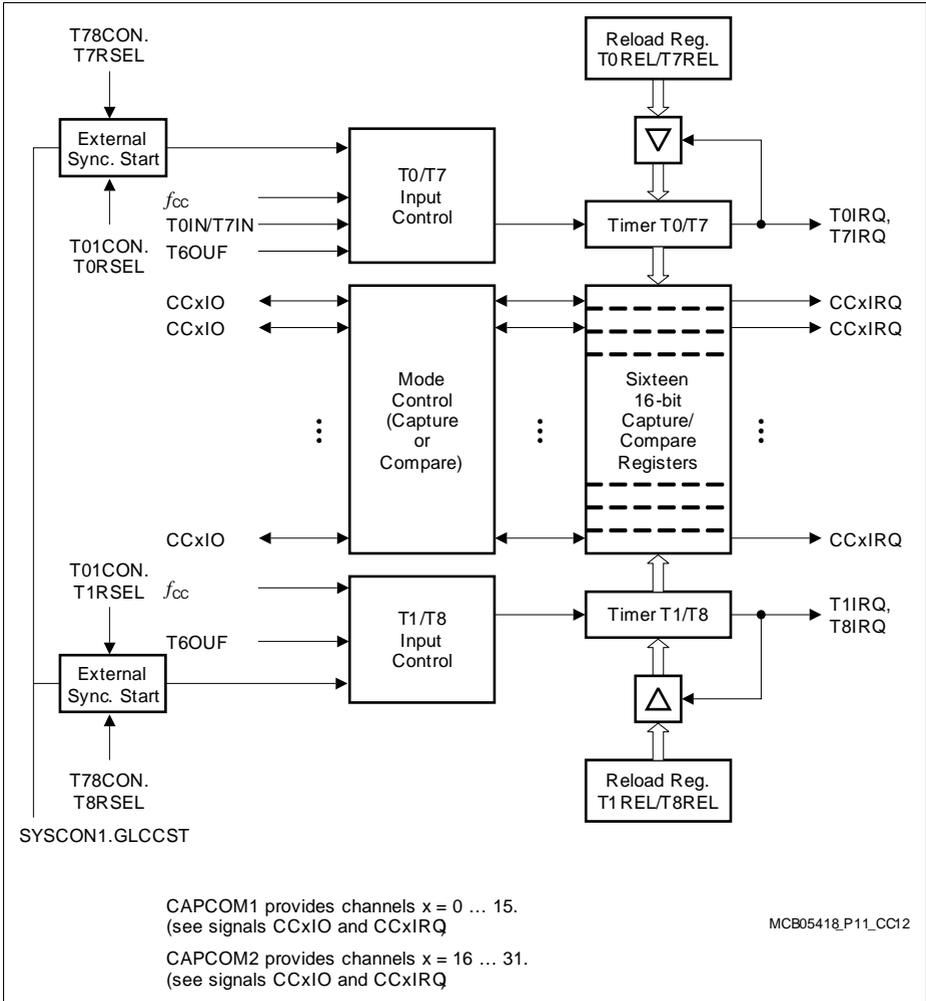 T78CON.
T7RSEL
Reload Reg.
T0REL/T7REL
External
Sync. Start
T0/T7
Input
Control
fCC
T0IN/T7IN
T6OUF
T01CON.
T0RSEL
Timer T0/T7
T0IRQ,
T7IRQ
CCxIO
CCxIO
CCxIRQ
CCxIRQ
Mode
Control
(Capture
or
Compare)
Sixteen
16-bit
Capture/
Compare
Registers
CCxIO
CCxIRQ
T01CON.
T1RSEL
fCC
T6OUF
T1/T8
Input
Control
Timer T1/T8
T1IRQ,
T8IRQ
External
Sync. Start
T78CON.
T8RSEL
Reload Reg.
T1REL/T8REL
SYSCON1.GLCCST
CAPCOM1 provides channels x = 0 … 15.
(see signals CCxIO and CCxIRQ)
CAPCOM2 provides channels x = 16 … 31.
(see signals CCxIO and CCxIRQ)
MCB05418_P11_CC12